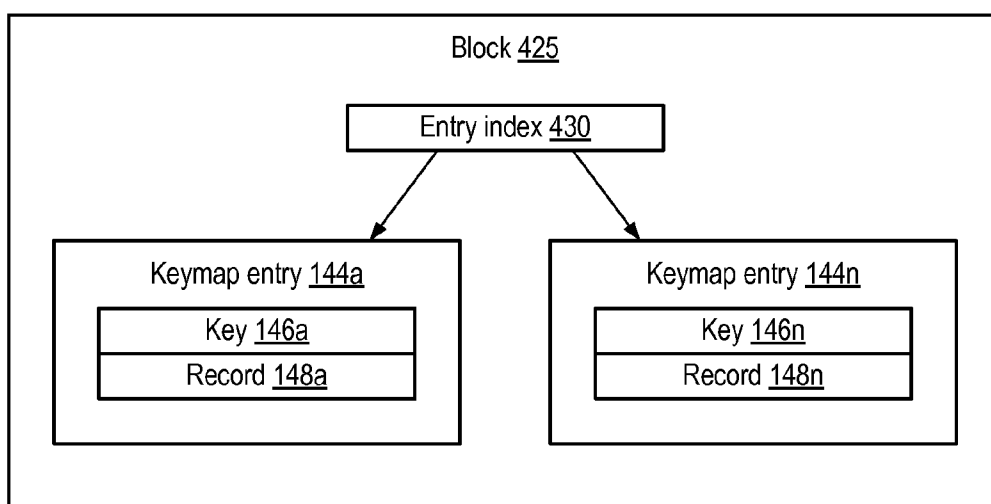 Block 425
Entry index 430
Keymap entry 144a
Key 146a
Record 148a
Keymap entry 144n
Key 146n
Record 148n